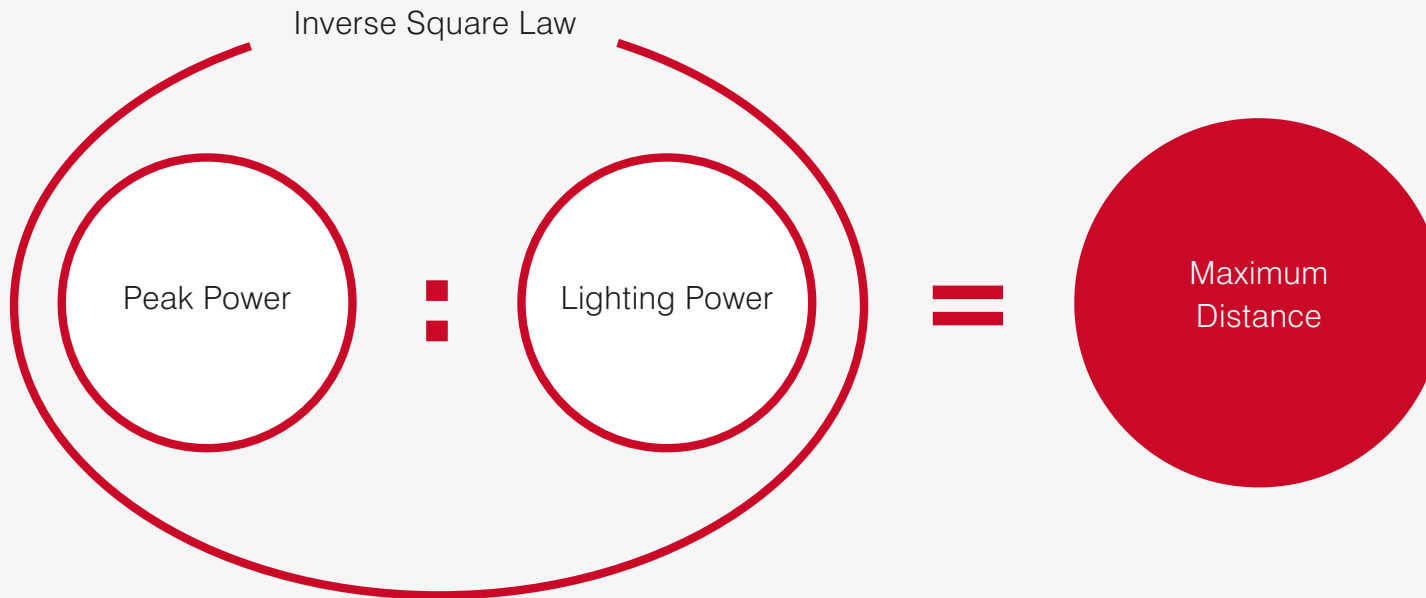 Inverse Square Law
Peak Power
:
Lighting Power
=
Maximum
Distance